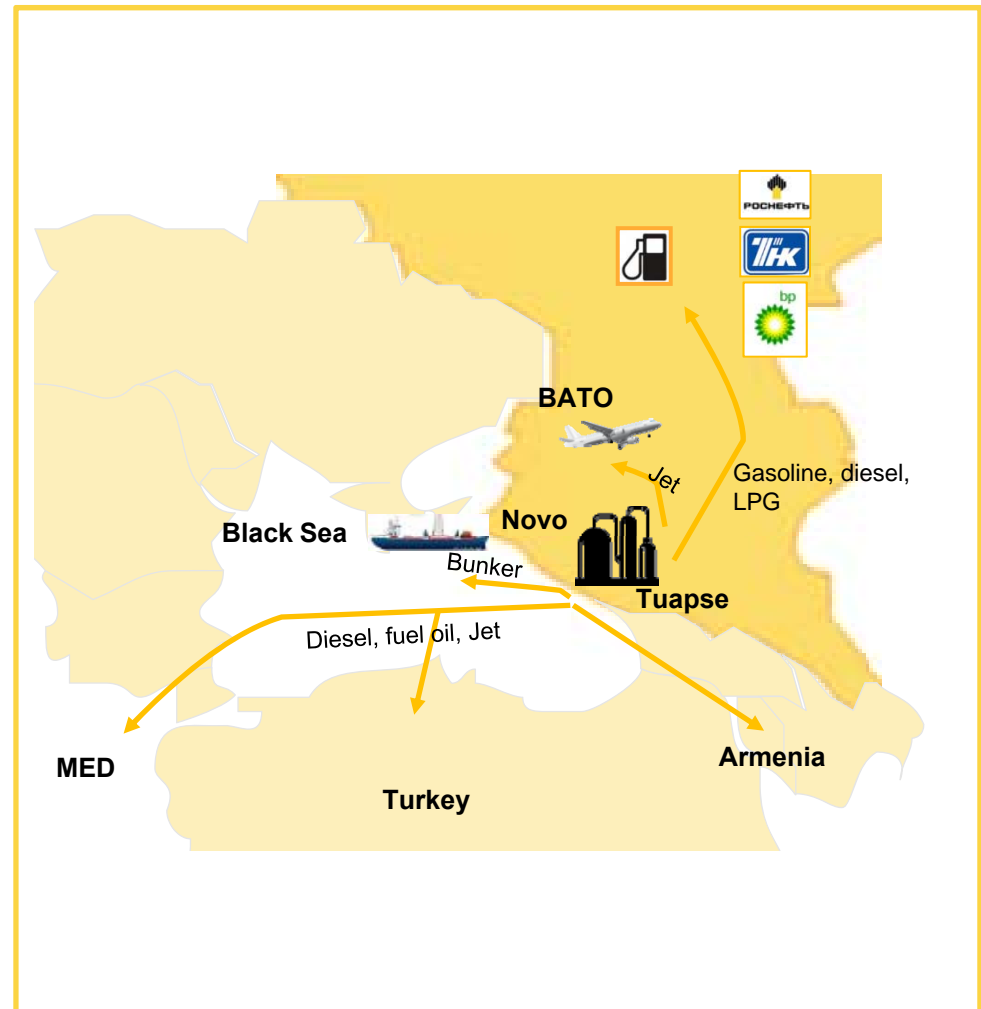 РОСНЕФТЬ
ТНК
bp
BATO
Jet
Gasoline, diesel,
LPG
Novo
Black Sea
Bunker
Tuapse
Diesel, fuel oil, Jet
MED
Armenia
Turkey